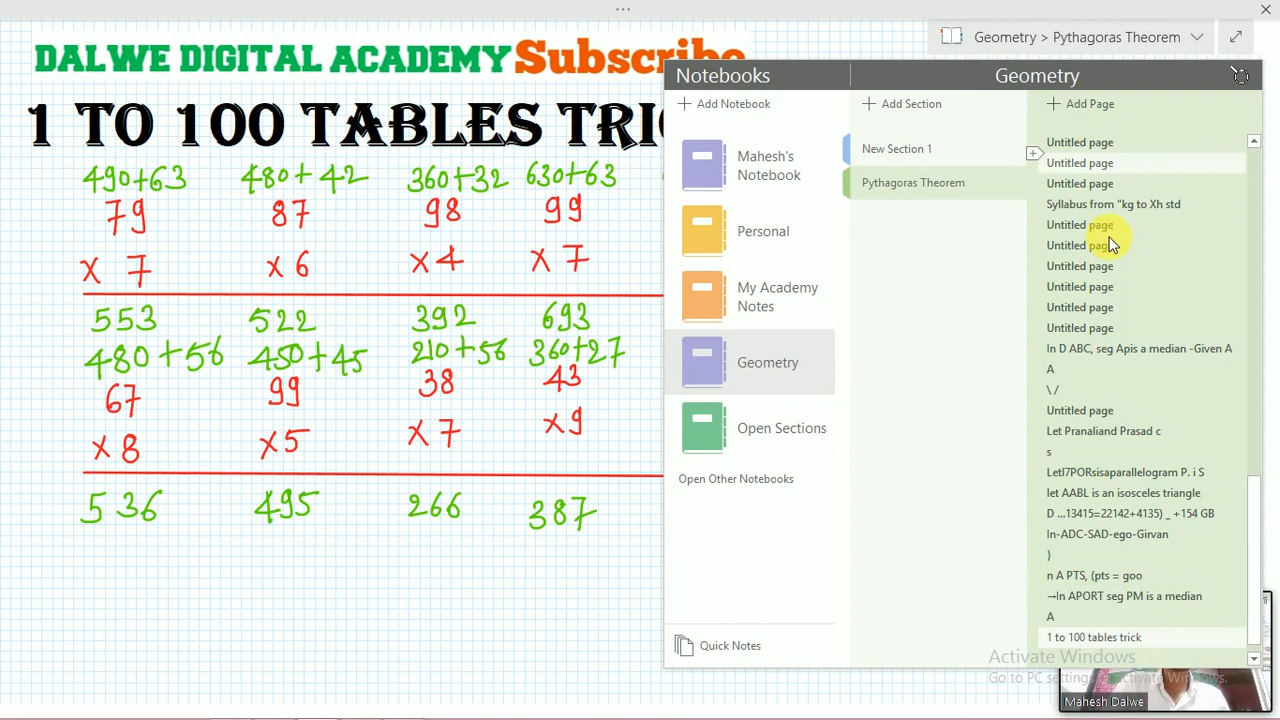 Geometry > Pythagoras Theorem
DALWE DIGITAL ACADEMY Subscribe
1 TO 100 TABLES TRI
490+63 480+42 360+32 630+63
79 87 98 99
x 7 x 6 x 4 x 7
553 522 392 693
480+56 450+45 210+56 360+27
67 99 38 43
x 8 x 5 x 7 x 9
536 495 266 387
Notebooks
Geometry
+ Add Notebook
Mahesh's
Notebook
Personal
My Academy
Notes
Geometry
Open Sections
Open Other Notebooks
Quick Notes
+ Add Section
New Section 1
Pythagoras Theorem
+ Add Page
Untitled page
Untitled page
Untitled page
Syllabus from "kg to Xh std
Untitled page
Untitled page
Untitled page
Untitled page
Untitled page
Untitled page
In D ABC, seg Apis a median -Given A
A
\ /
Untitled page
Let Pranaliand Prasad c
s
Letl7PORsisaparallelogram P. i S
let AABL is an isosceles triangle
D ...13415=22142+4135) _ +154 GB
In-ADC-SAD-ego-Girvan
}
n A PTS, (pts = goo
→In APORT seg PM is a median
A
1 to 100 tables trick
Activate Windows
Go to PC settings to activate Windows.
Mahesh Dalwe